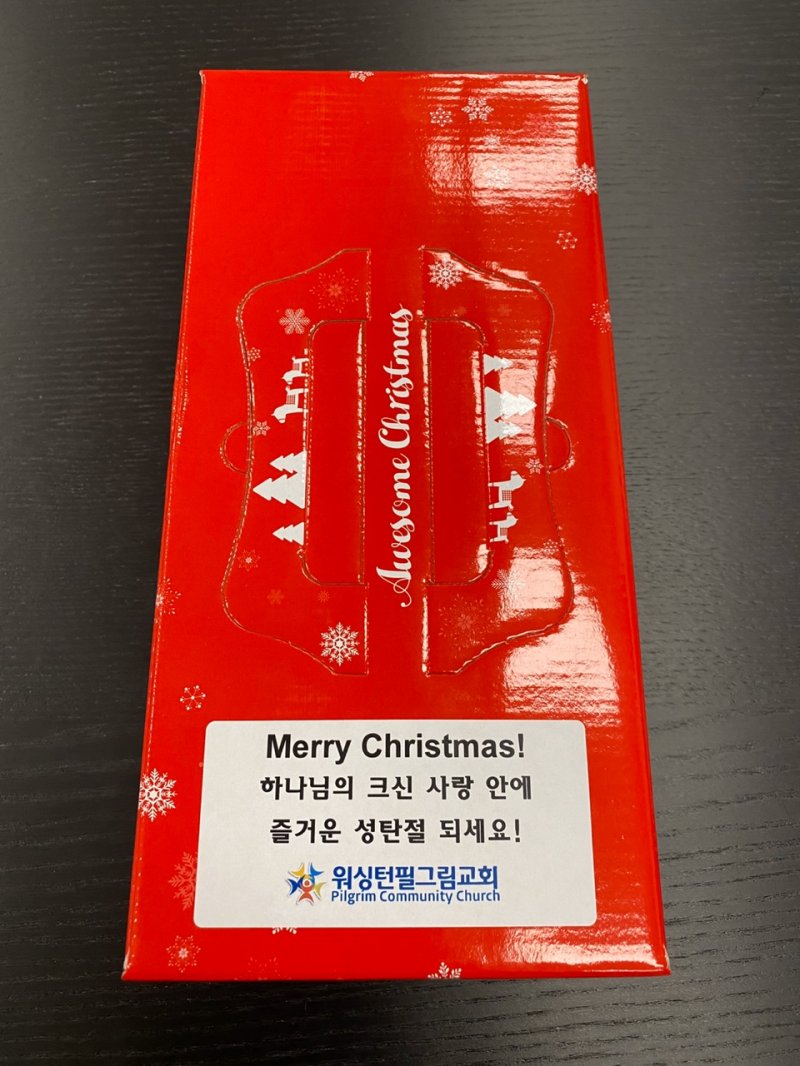 Awesome Christmas
Merry Christmas!
하나님의 크신 사랑 안에
즐거운 성탄절 되세요!
워싱턴필그림교회
Pilgrim Community Church